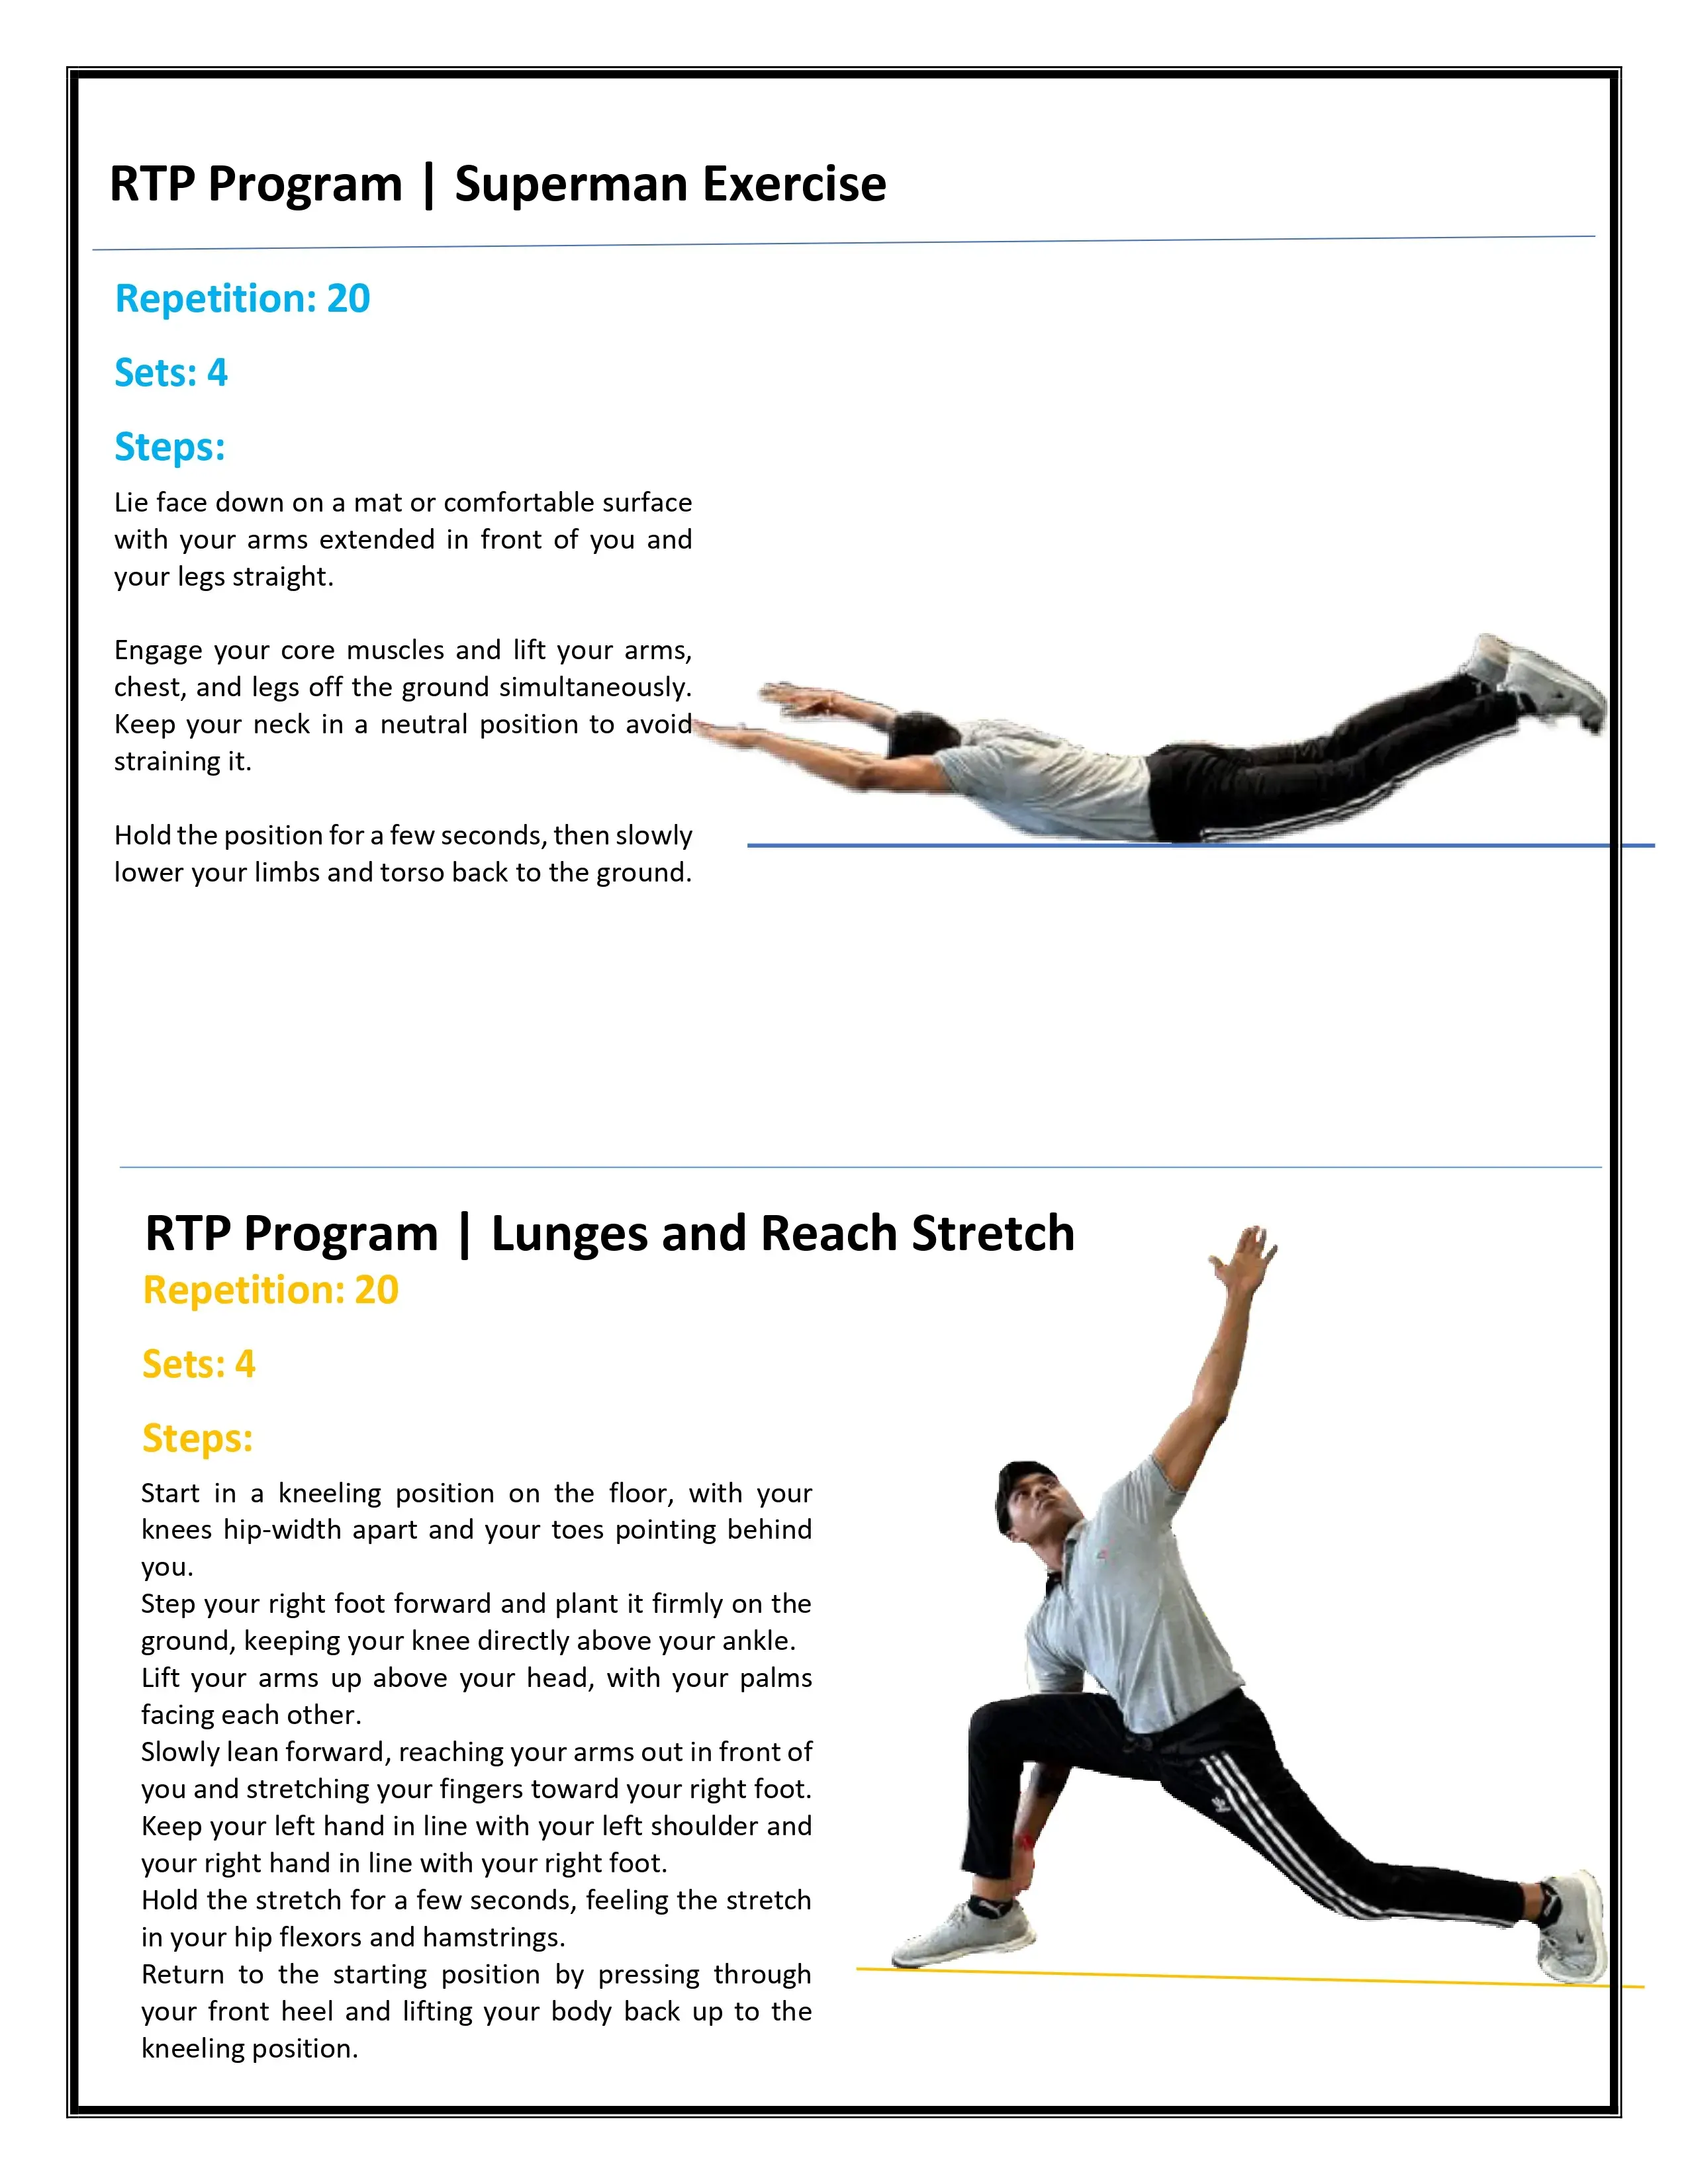 RTP Program | Superman Exercise
Repetition: 20
Sets: 4
Steps:
Lie face down on a mat or comfortable surface
with your arms extended in front of you and
your legs straight.
Engage your core muscles and lift your arms,
chest, and legs off the ground simultaneously.
Keep your neck in a neutral position to avoid
straining it.
Hold the position for a few seconds, then slowly
lower your limbs and torso back to the ground.
RTP Program | Lunges and Reach Stretch
Repetition: 20
Sets: 4
Steps:
Start in a kneeling position on the floor, with your
knees hip-width apart and your toes pointing behind
you.
Step your right foot forward and plant it firmly on the
ground, keeping your knee directly above your ankle.
Lift your arms up above your head, with your palms
facing each other.
Slowly lean forward, reaching your arms out in front of
you and stretching your fingers toward your right foot.
Keep your left hand in line with your left shoulder and
your right hand in line with your right foot.
Hold the stretch for a few seconds, feeling the stretch
in your hip flexors and hamstrings.
Return to the starting position by pressing through
your front heel and lifting your body back up to the
kneeling position.